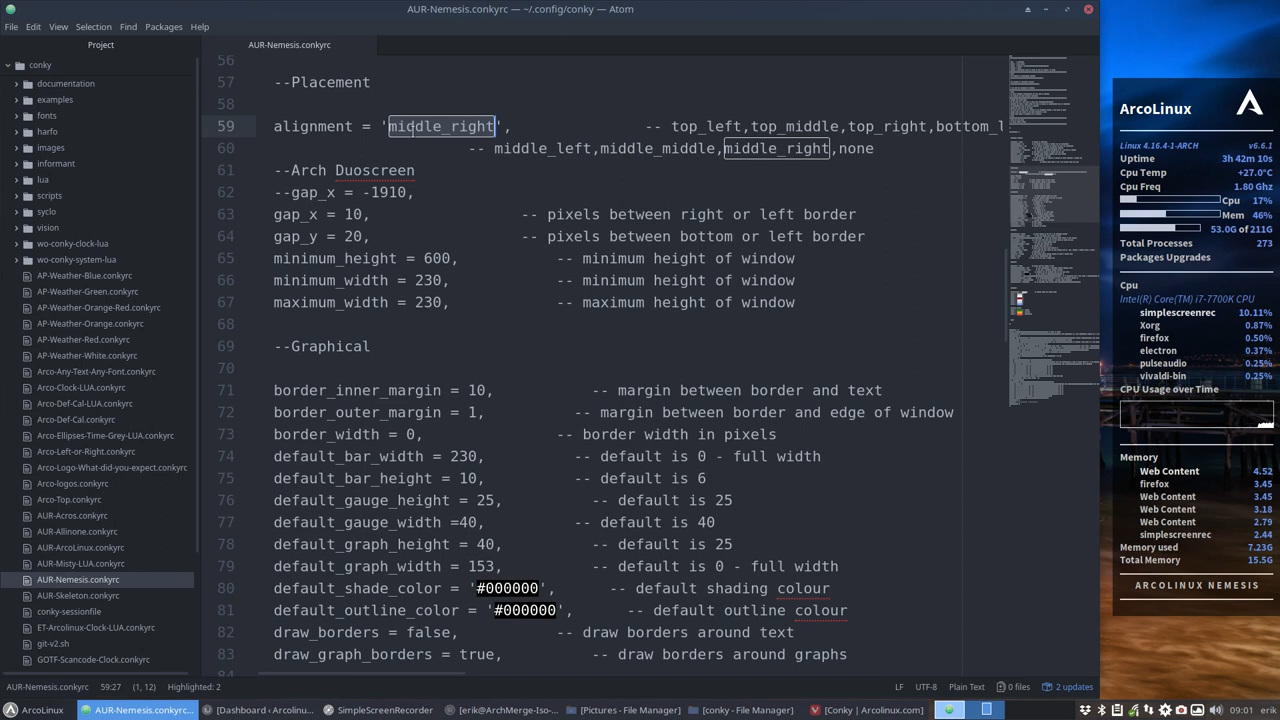 AUR-Nemesis.conkyrc — ~/.config/conky — Atom
File Edit View Selection Find Packages Help
Project
conky
documentation
examples
fonts
harfo
images
informant
lua
scripts
syclo
vision
wo-conky-clock-lua
wo-conky-system-lua
AP-Weather-Blue.conkyrc
AP-Weather-Green.conkyrc
AP-Weather-Orange-Red.conkyrc
AP-Weather-Orange.conkyrc
AP-Weather-Red.conkyrc
AP-Weather-White.conkyrc
Arco-Any-Text-Any-Font.conkyrc
Arco-Clock-LUA.conkyrc
Arco-Def-Cal-LUA.conkyrc
Arco-Def-Cal.conkyrc
Arco-Ellipses-Time-Grey-LUA.conkyrc
Arco-Left-or-Right.conkyrc
Arco-Logo-What-did-you-expect.conkyrc
Arco-logos.conkyrc
Arco-Top.conkyrc
AUR-Acros.conkyrc
AUR-Allinone.conkyrc
AUR-ArcoLinux.conkyrc
AUR-Misty-LUA.conkyrc
AUR-Nemesis.conkyrc
AUR-Skeleton.conkyrc
conky-sessionfile
ET-Arcolinux-Clock-LUA.conkyrc
git-v2.sh
GOTF-Scancode-Clock.conkyrc
AUR-Nemesis.conkyrc
56
57 --Placement
58
59 alignment = 'middle_right', -- top_left,top_middle,top_right,bottom_l
60 -- middle_left,middle_middle,middle_right,none
61 --Arch Duoscreen
62 --gap_x = -1910,
63 gap_x = 10, -- pixels between right or left border
64 gap_y = 20, -- pixels between bottom or left border
65 minimum_height = 600, -- minimum height of window
66 minimum_width = 230, -- minimum height of window
67 maximum_width = 230, -- maximum height of window
68
69 --Graphical
70
71 border_inner_margin = 10, -- margin between border and text
72 border_outer_margin = 1, -- margin between border and edge of window
73 border_width = 0, -- border width in pixels
74 default_bar_width = 230, -- default is 0 - full width
75 default_bar_height = 10, -- default is 6
76 default_gauge_height = 25, -- default is 25
77 default_gauge_width =40, -- default is 40
78 default_graph_height = 40, -- default is 25
79 default_graph_width = 153, -- default is 0 - full width
80 default_shade_color = '#000000', -- default shading colour
81 default_outline_color = '#000000', -- default outline colour
82 draw_borders = false, -- draw borders around text
83 draw_graph_borders = true, -- draw borders around graphs
AUR-Nemesis.conkyrc 59:27 (1, 12) Highlighted: 2 LF UTF-8 Plain Text 0 files 2 updates
ArcoLinux
Linux 4.16.4-1-ARCH v6.6.1
Uptime 3h 42m 10s
Cpu Temp +27.0°C
Cpu Freq 1.80 Ghz
Cpu 17%
Mem 46%
53.0G of 211G
Total Processes 273
Packages Upgrades
Cpu
Intel(R) Core(TM) i7-7700K CPU
simplescreenrec 10.11%
Xorg 0.87%
firefox 0.50%
electron 0.37%
pulseaudio 0.25%
vivaldi-bin 0.25%
CPU Usage over Time
Memory
Web Content 4.52
firefox 3.45
Web Content 3.45
Web Content 3.18
Web Content 2.79
simplescreenrec 2.44
Memory used 7.23G
Total Memory 15.5G
ARCOLINUX NEMESIS
ArcoLinux AUR-Nemesis.conkyrc... [Dashboard ‹ Arcolinu... SimpleScreenRecorder [erik@ArchMerge-Iso-... [Pictures - File Manager] [conky - File Manager] [Conky | Arcolinux.com] 09:01 erik